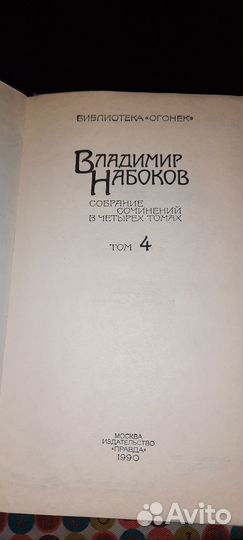 БИБЛИОТЕКА «ОГОНЕК»
ВЛАДИМИР
НАБОКОВ
СОБРАНИЕ
СОЧИНЕНИЙ
В ЧЕТЫРЕХ ТОМАХ
ТОМ 4
МОСКВА
ИЗДАТЕЛЬСТВО
«ПРАВДА»
1990
Avito